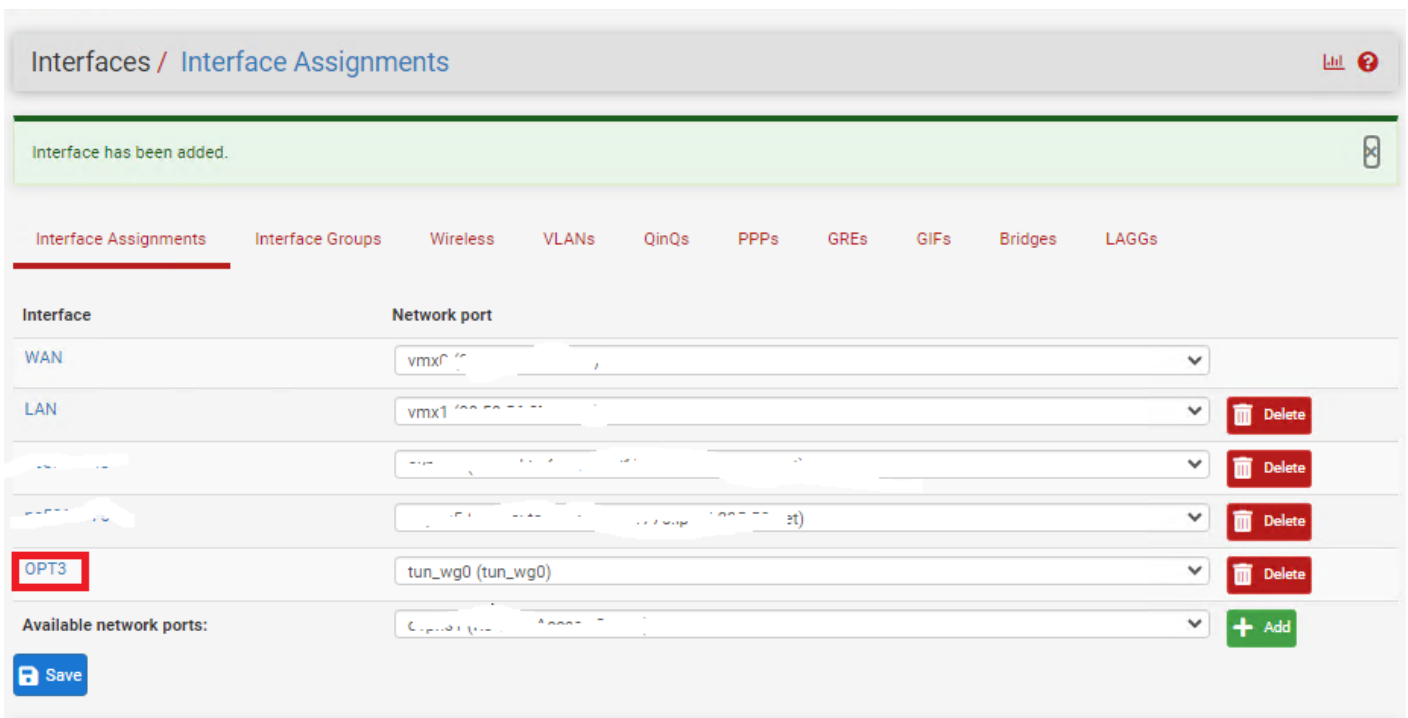 Interfaces / Interface Assignments
Interface has been added.
Interface Assignments Interface Groups Wireless VLANs QinQs PPPs GREs GIFs Bridges LAGGs
Interface Network port
WAN
LAN vmx1 Delete
Delete
Delete
OPT3 tun_wg0 (tun_wg0) Delete
Available network ports: Add
Save